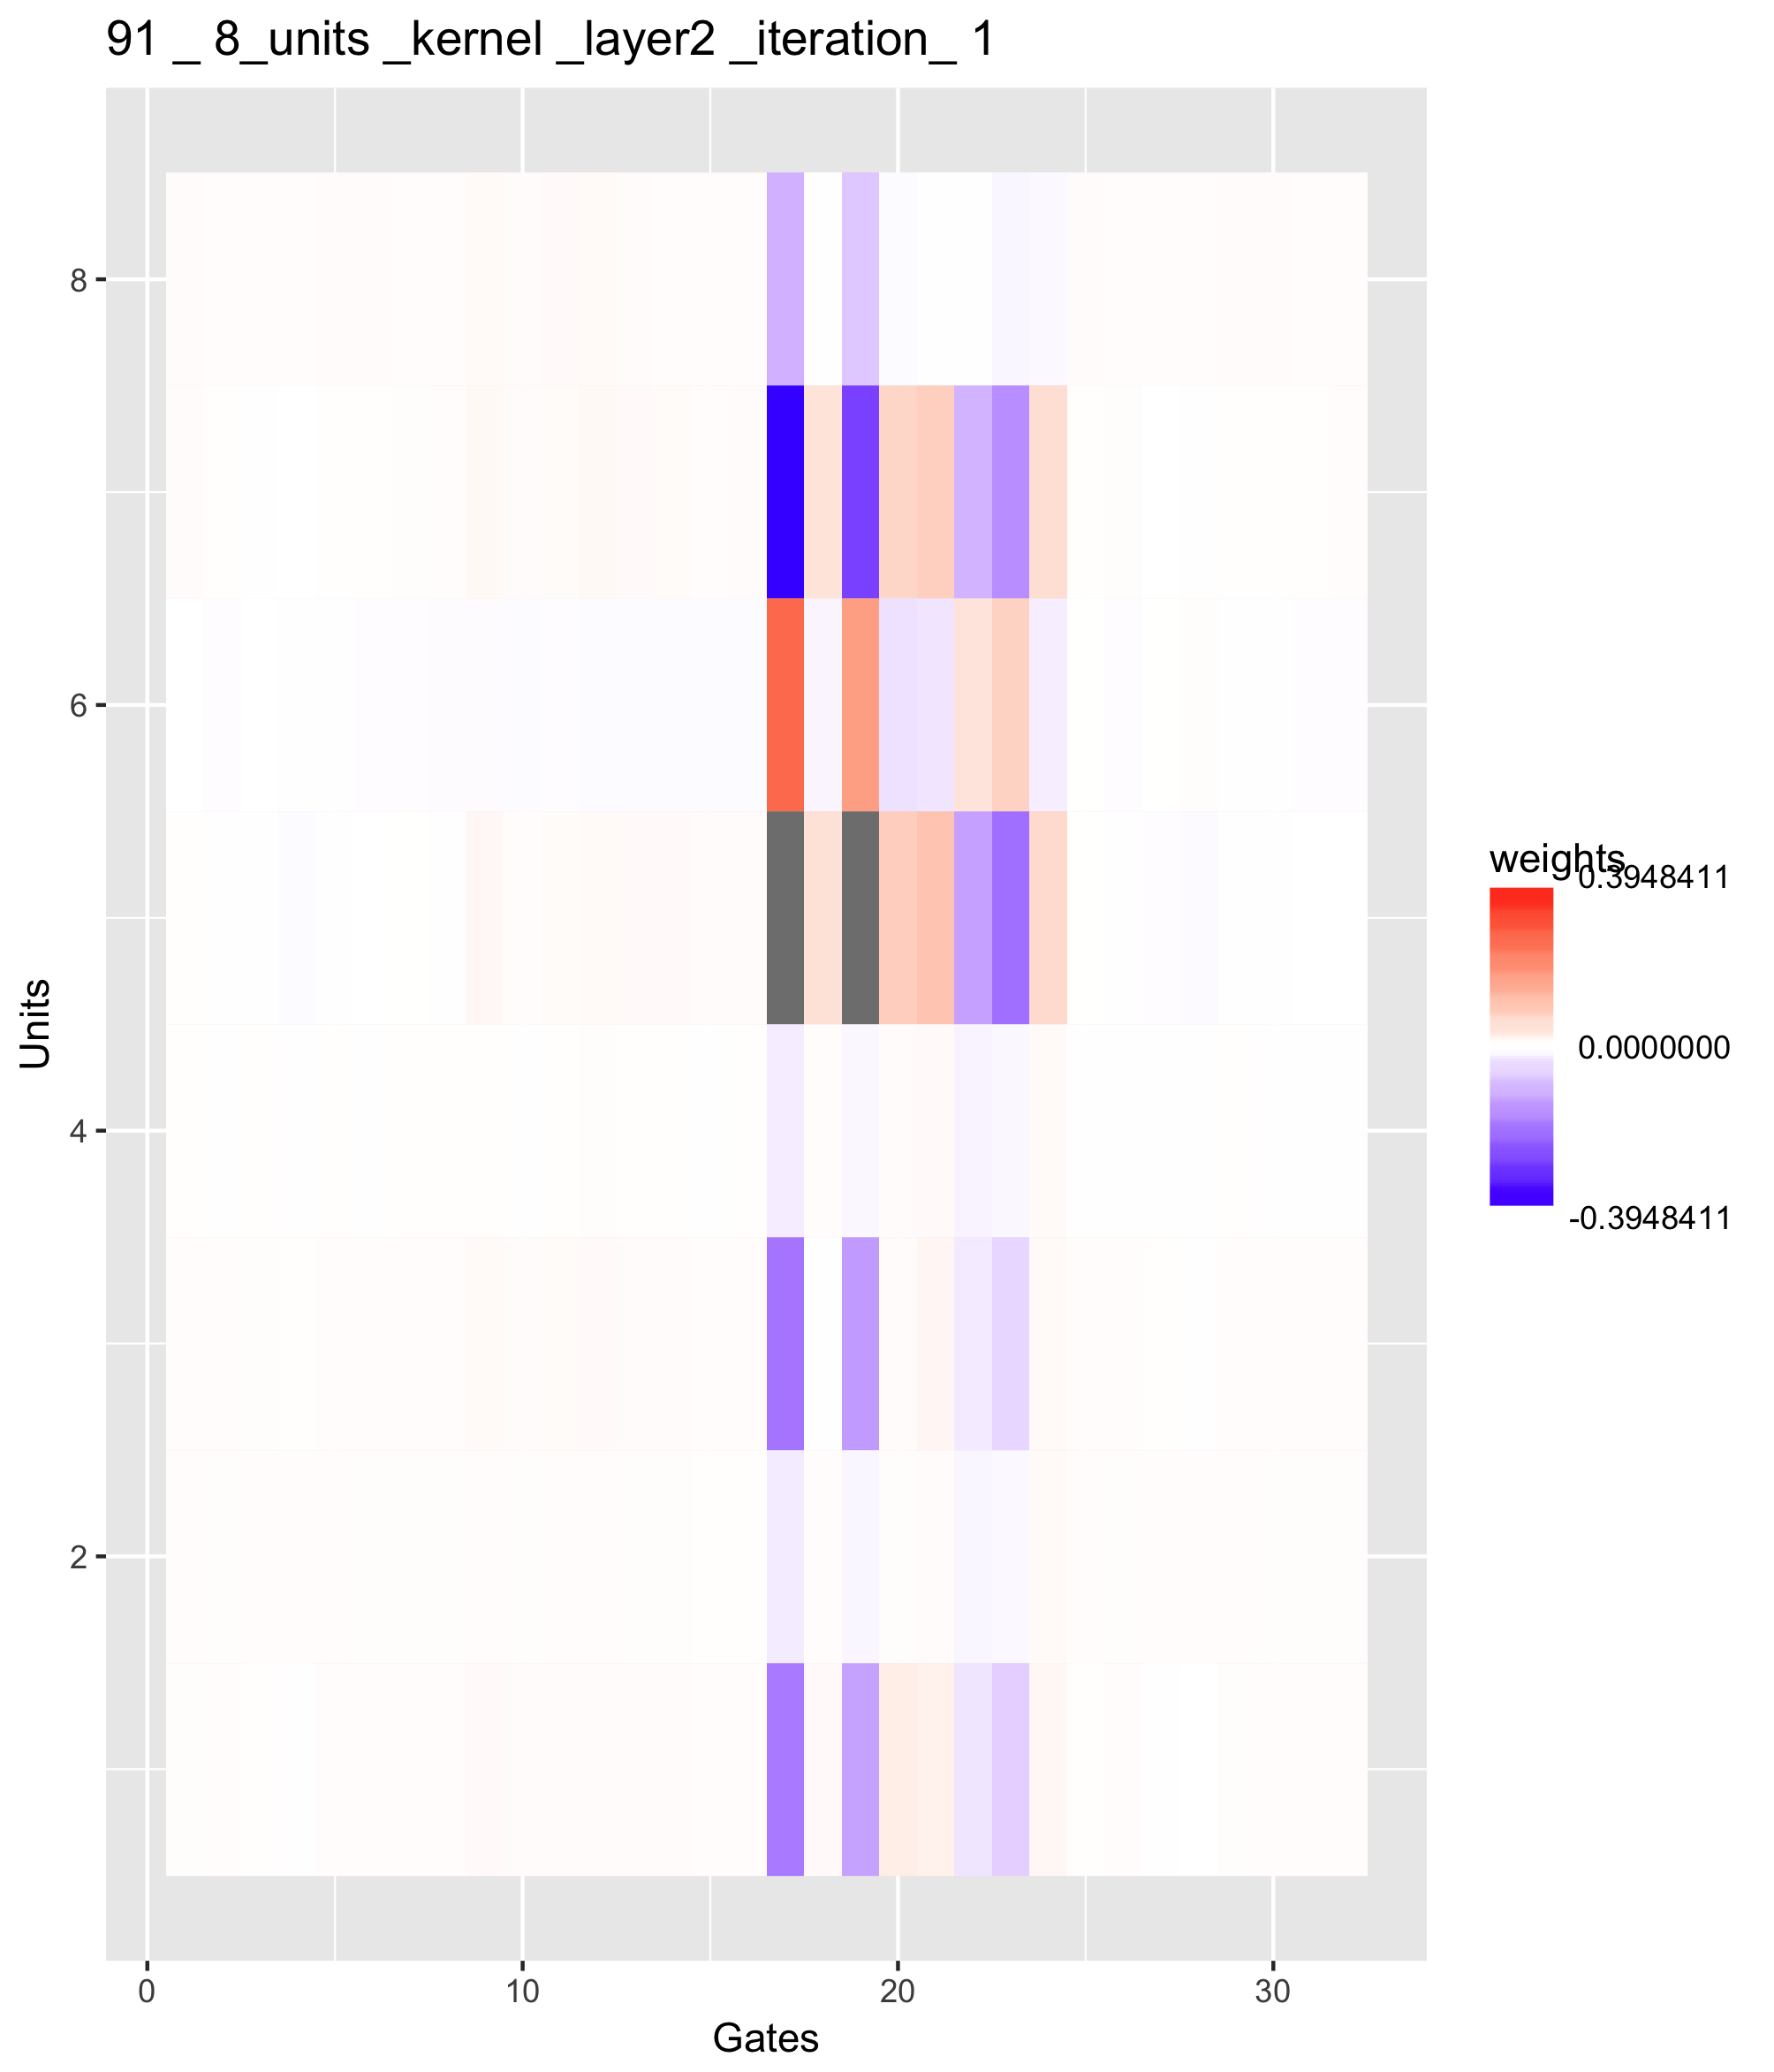 91 _ 8_units _kernel _layer2 _iteration_ 1
8
6
4
2
Units
0 10 20 30
Gates
weights
0.3948411
0.0000000
-0.3948411